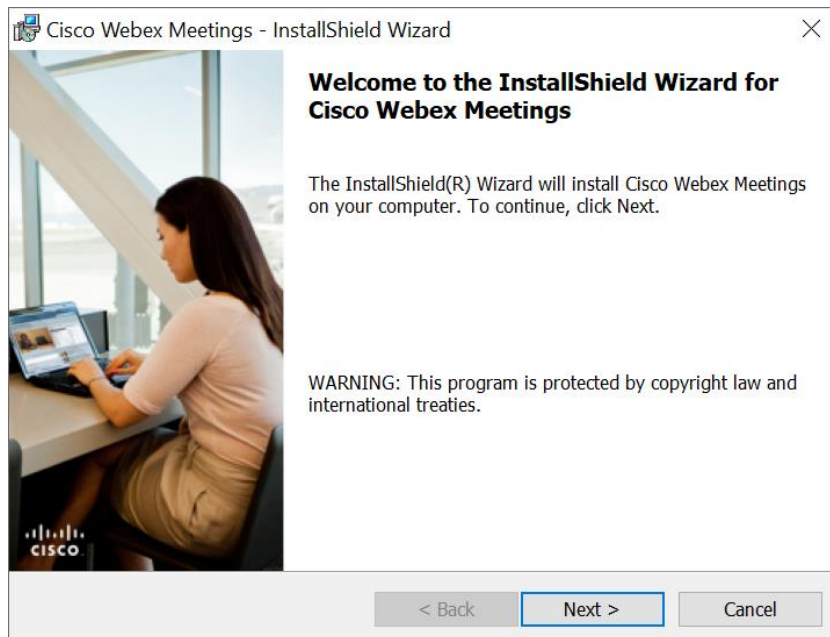 Cisco Webex Meetings - InstallShield Wizard
Welcome to the InstallShield Wizard for
Cisco Webex Meetings
The InstallShield(R) Wizard will install Cisco Webex Meetings
on your computer. To continue, click Next.
WARNING: This program is protected by copyright law and
international treaties.
CISCO
< Back
Next >
Cancel